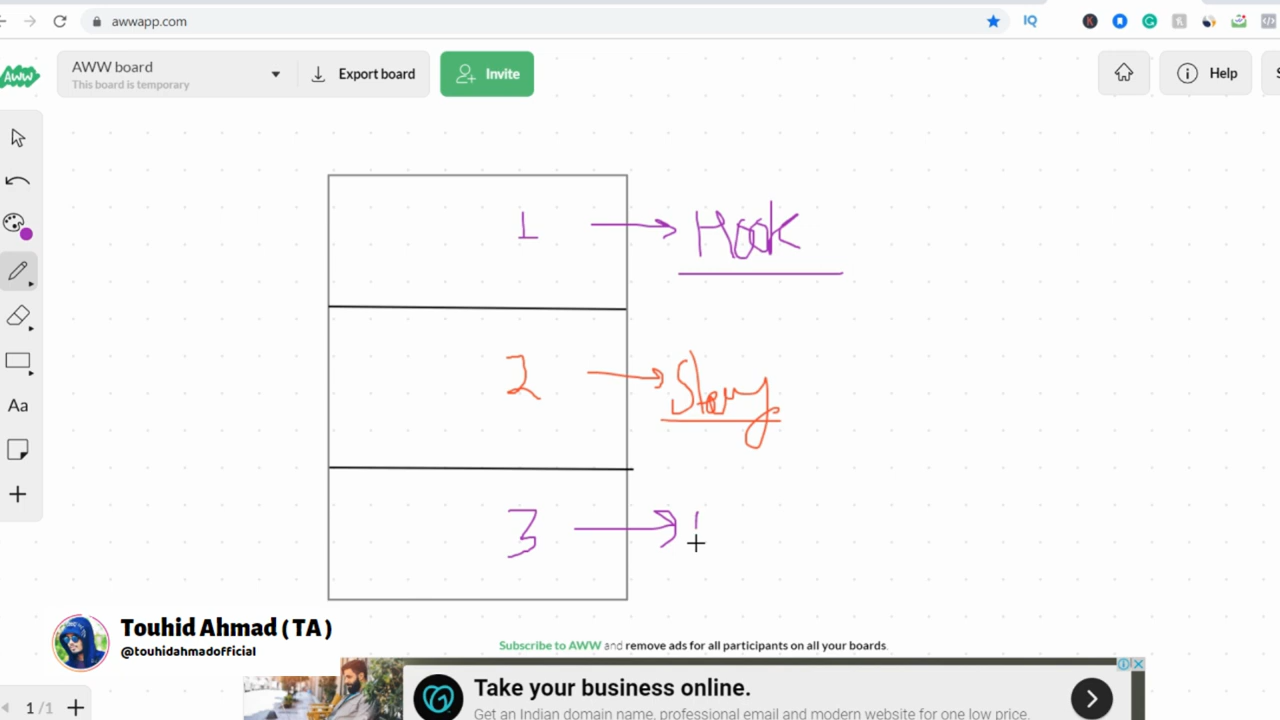 awwapp.com
IQ
K
AWW
AWW board
This board is temporary
Export board
Invite
Help
1
Hook
2
Story
3
Aa
Touhid Ahmad ( TA )
@touhidahmadofficial
Subscribe to AWW and remove ads for all participants on all your boards.
Take your business online.
Get an Indian domain name, professional email and modern website for one low price.
1 / 1